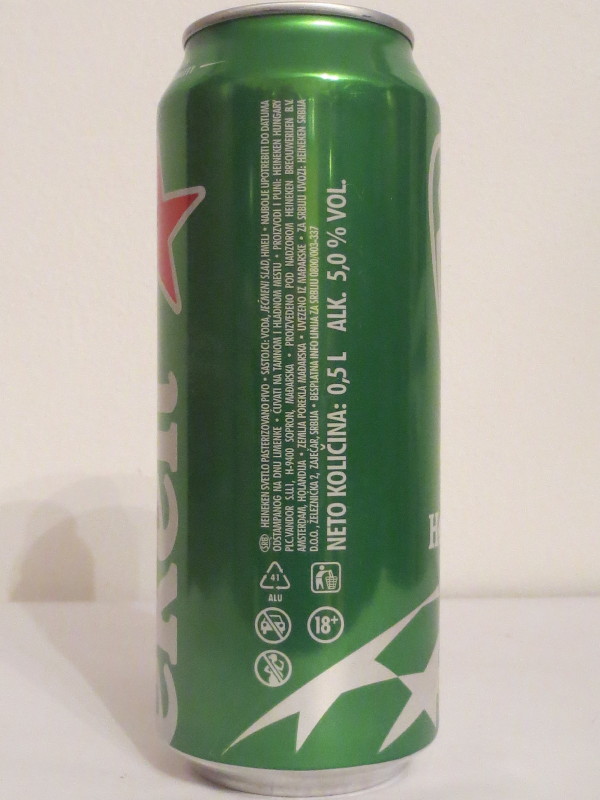 eken
SRB HEINEKEN SVETLO PASTERIZOVANO PIVO • SASTOJCI: VODA, JEČMENI SLAD, HMELJ • NAJBOLJE UPOTREBITI DO DATUMA
ODŠTAMPANOG NA DNU LIMENKE • ČUVATI NA TAMNOM I HLADNOM MESTU • PROIZVODI I PUNI: HEINEKEN HUNGARY
PLC.VANDOR S.U.1, H-9400 SOPRON, MAĐARSKA • PROIZVEDENO POD NADZOROM HEINEKEN BROUWERIJEN B.V.
AMSTERDAM, HOLANDIJA • ZEMLJA POREKLA MAĐARSKA • UVEZENO IZ MAĐARSKE • ZA SRBIJU UVOZI: HEINEKEN SRBIJA
D.O.O., ŽELEZNIČKA 2, ZAJEČAR, SRBIJA • BESPLATNA INFO LINIJA ZA SRBIJU 0800/003-337
NETO KOLIČINA: 0,5 L ALK. 5,0 % VOL.
41
ALU
18+
H